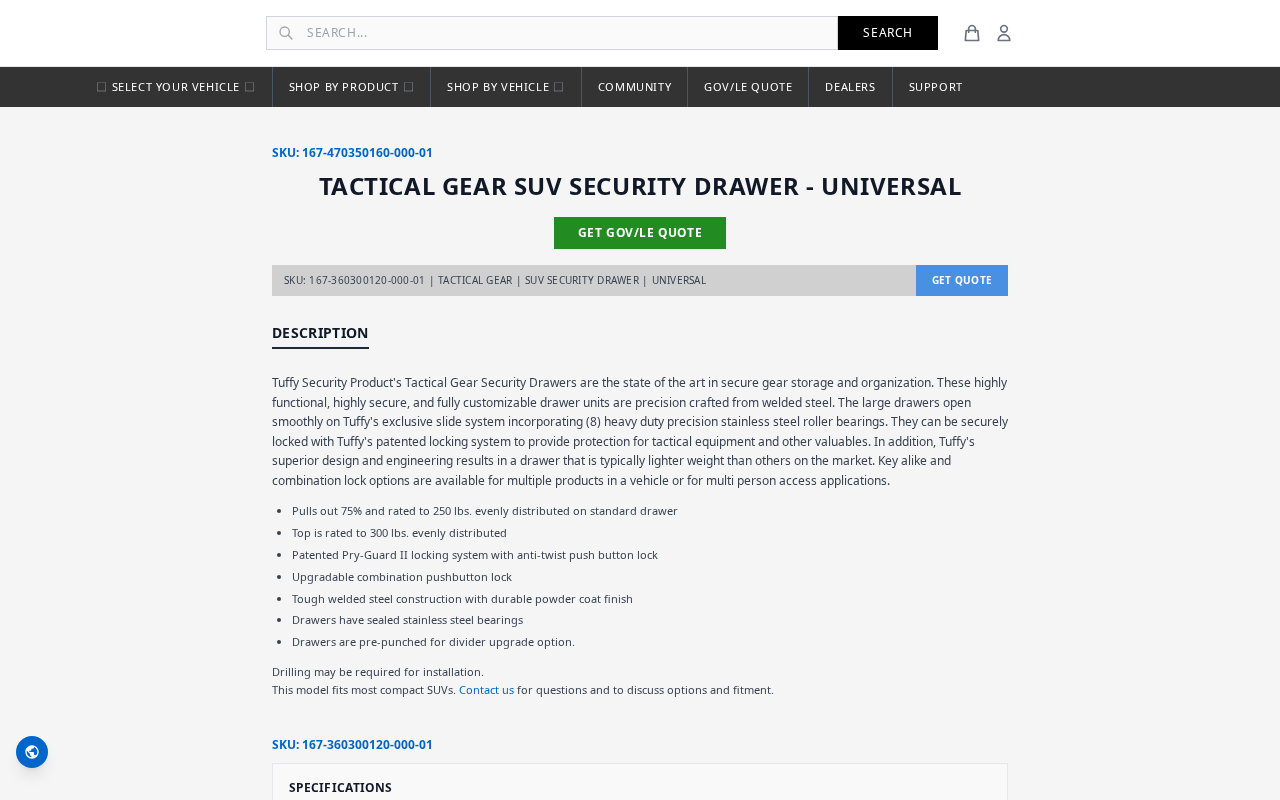 SEARCH...
SEARCH
SELECT YOUR VEHICLE
SHOP BY PRODUCT
SHOP BY VEHICLE
COMMUNITY
GOV/LE QUOTE
DEALERS
SUPPORT
SKU: 167-470350160-000-01
TACTICAL GEAR SUV SECURITY DRAWER - UNIVERSAL
GET GOV/LE QUOTE
SKU: 167-360300120-000-01 | TACTICAL GEAR | SUV SECURITY DRAWER | UNIVERSAL
GET QUOTE
DESCRIPTION
Tuffy Security Product's Tactical Gear Security Drawers are the state of the art in secure gear storage and organization. These highly
functional, highly secure, and fully customizable drawer units are precision crafted from welded steel. The large drawers open
smoothly on Tuffy's exclusive slide system incorporating (8) heavy duty precision stainless steel roller bearings. They can be securely
locked with Tuffy's patented locking system to provide protection for tactical equipment and other valuables. In addition, Tuffy's
superior design and engineering results in a drawer that is typically lighter weight than others on the market. Key alike and
combination lock options are available for multiple products in a vehicle or for multi person access applications.
• Pulls out 75% and rated to 250 lbs. evenly distributed on standard drawer
• Top is rated to 300 lbs. evenly distributed
• Patented Pry-Guard II locking system with anti-twist push button lock
• Upgradable combination pushbutton lock
• Tough welded steel construction with durable powder coat finish
• Drawers have sealed stainless steel bearings
• Drawers are pre-punched for divider upgrade option.
Drilling may be required for installation.
This model fits most compact SUVs. Contact us for questions and to discuss options and fitment.
SKU: 167-360300120-000-01
SPECIFICATIONS